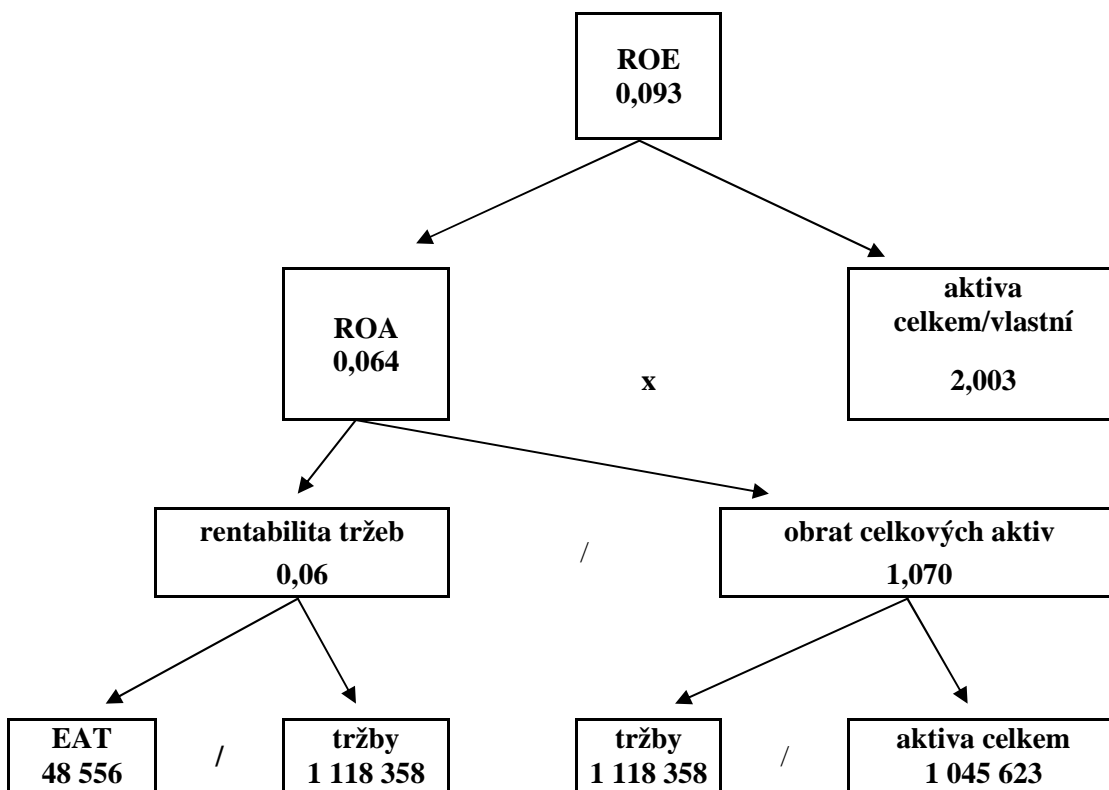 ROE
0,093
aktiva
celkem/vlastní
2,003
ROA
0,064
x
rentabilita tržeb
0,06
/
obrat celkových aktiv
1,070
EAT
48 556
/
tržby
1 118 358
tržby
1 118 358
/
aktiva celkem
1 045 623